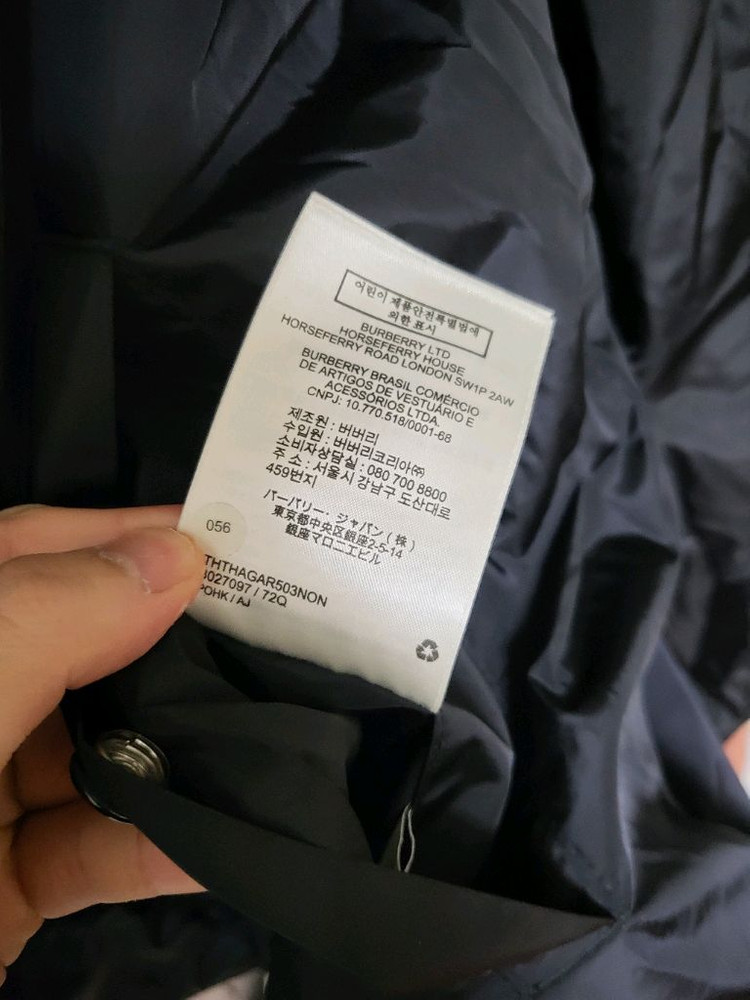 어린이 제품안전특별법에
의한 표시
BURBERRY LTD
HORSEFERRY HOUSE
HORSEFERRY ROAD LONDON SW1P 2AW
BURBERRY BRASIL COMÉRCIO
DE ARTIGOS DE VESTUÁRIO E
ACESSÓRIOS LTDA.
CNPJ: 10.770.518/0001-68
제조원 : 버버리
수입원 : 버버리코리아㈜
소비자상담실 : 080 700 8800
주 소 : 서울시 강남구 도산대로
459번지
バーバリー・ジャパン(株)
東京都中央区銀座2-5-14
銀座マロニエビル
056
THTHAGAR503NON
8027097 / 72Q
POHK / AJ